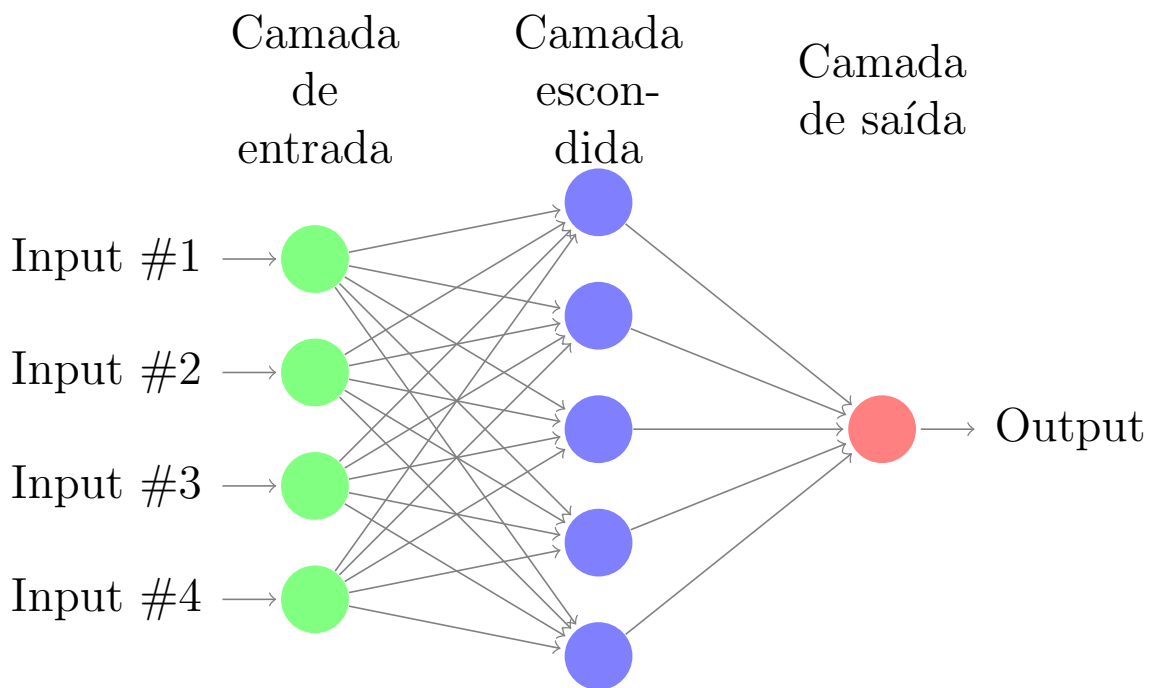 Camada
de
entrada
Camada
escon-
dida
Camada
de saída
Input #1
Input #2
Input #3
Input #4
Output